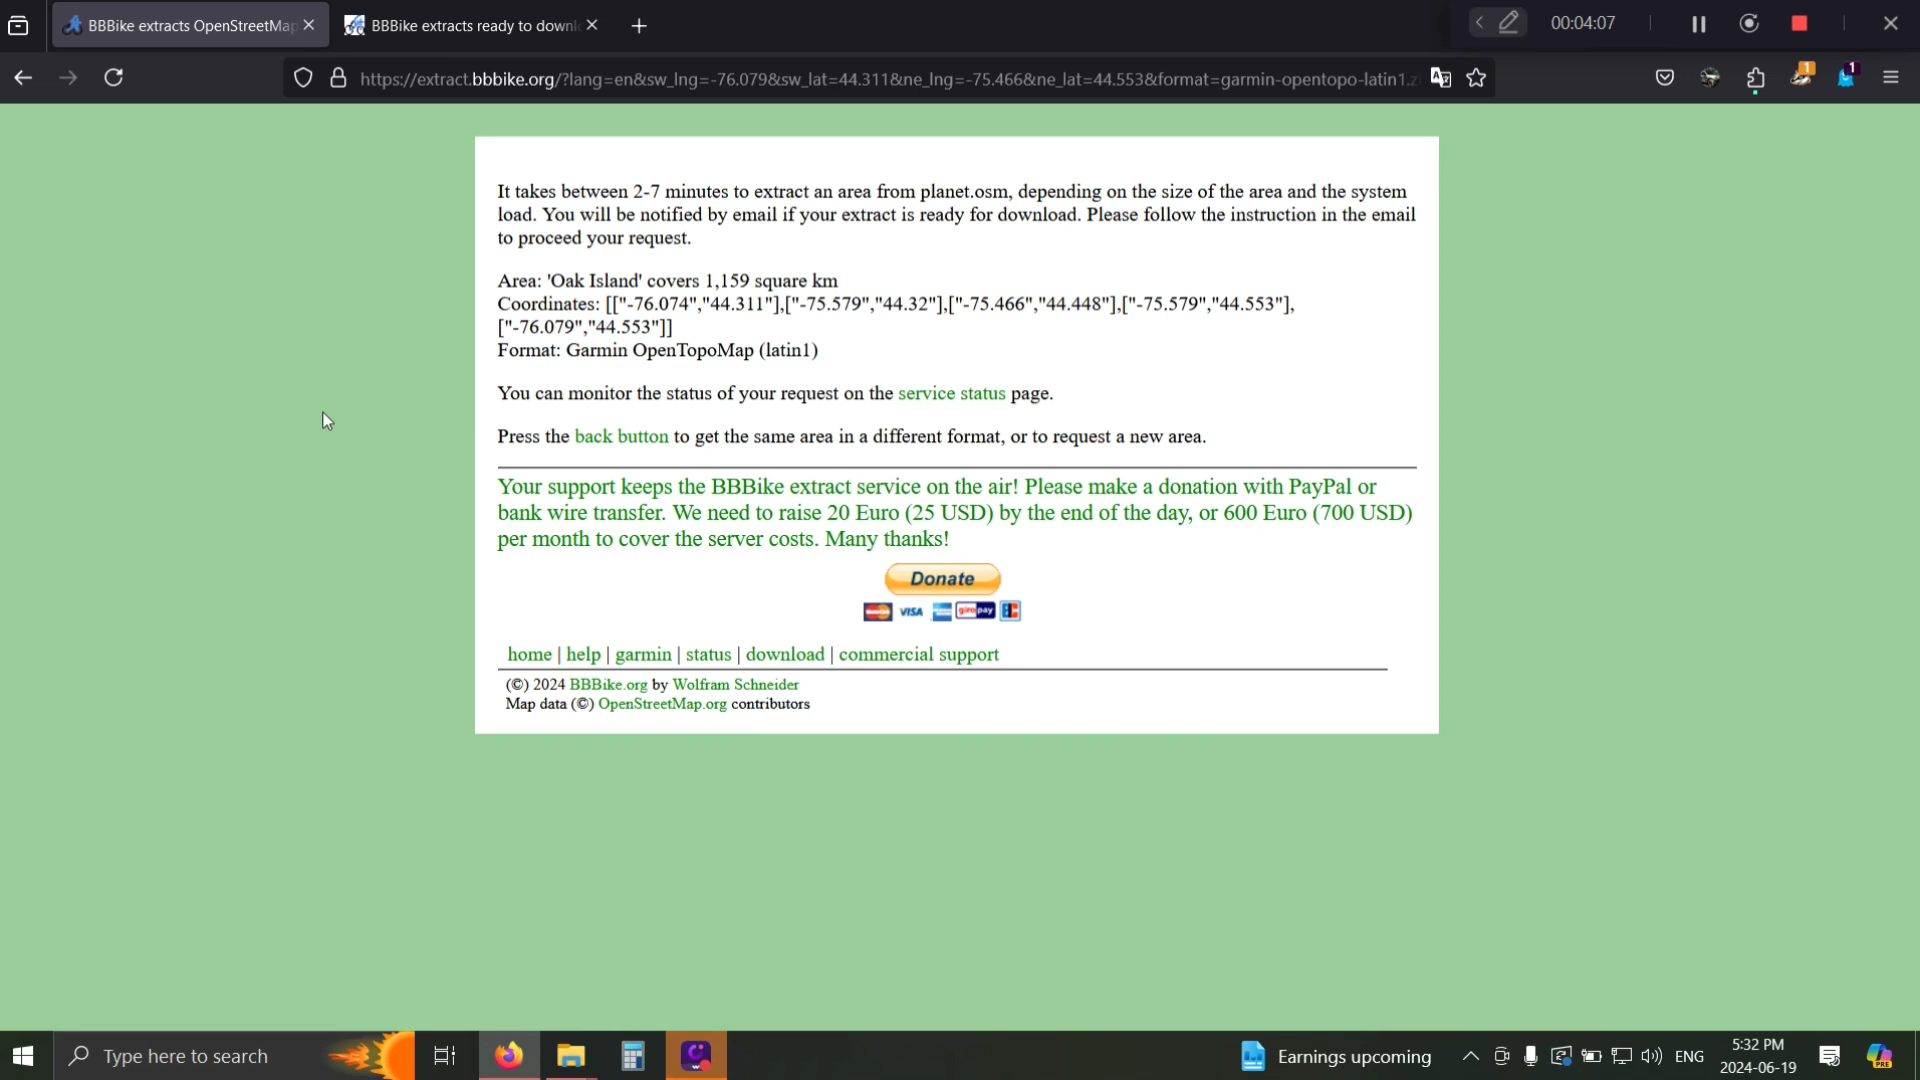 BBBike extracts OpenStreetMap
BBBike extracts ready to downl
00:04:07
https://extract.bbbike.org/?lang=en&sw_lng=-76.079&sw_lat=44.311&ne_lng=-75.466&ne_lat=44.553&format=garmin-opentopo-latin1.z
1
1
It takes between 2-7 minutes to extract an area from planet.osm, depending on the size of the area and the system
load. You will be notified by email if your extract is ready for download. Please follow the instruction in the email
to proceed your request.
Area: 'Oak Island' covers 1,159 square km
Coordinates: [["-76.074","44.311"],["-75.579","44.32"],["-75.466","44.448"],["-75.579","44.553"],
["-76.079","44.553"]]
Format: Garmin OpenTopoMap (latin1)
You can monitor the status of your request on the service status page.
Press the back button to get the same area in a different format, or to request a new area.
Your support keeps the BBBike extract service on the air! Please make a donation with PayPal or
bank wire transfer. We need to raise 20 Euro (25 USD) by the end of the day, or 600 Euro (700 USD)
per month to cover the server costs. Many thanks!
Donate
VISA giropay
home | help | garmin | status | download | commercial support
(©) 2024 BBBike.org by Wolfram Schneider
Map data (©) OpenStreetMap.org contributors
Type here to search
Earnings upcoming
ENG
5:32 PM
2024-06-19
PRE